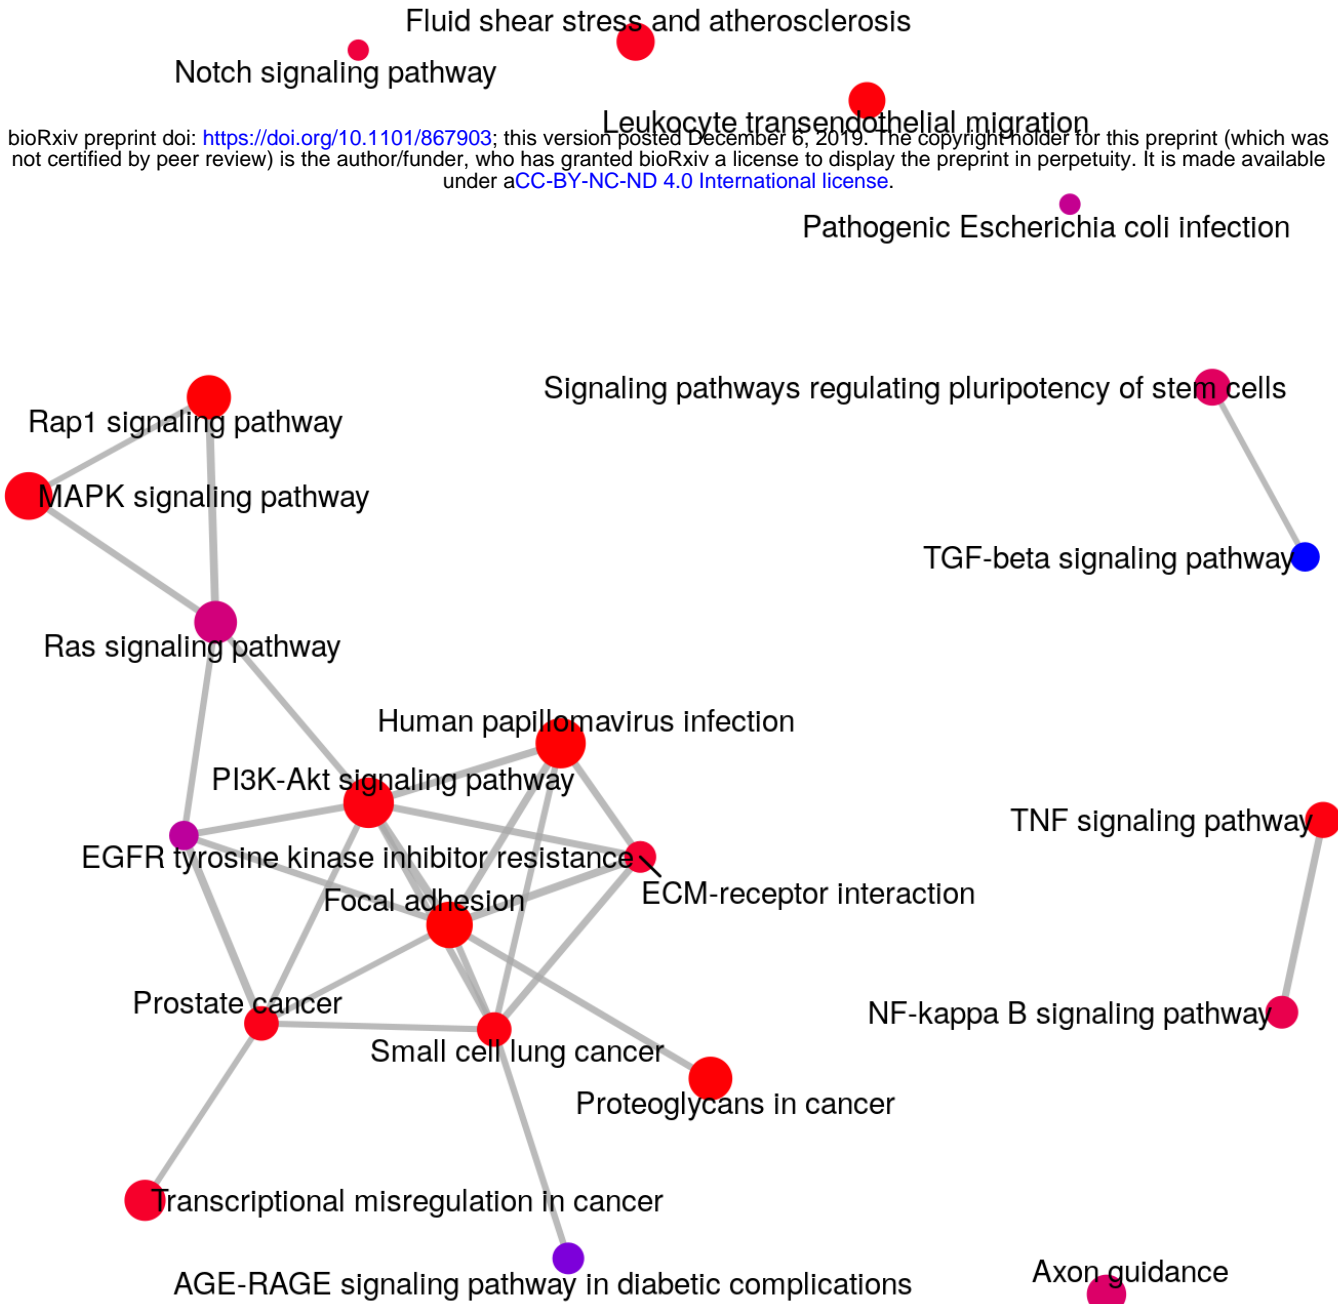 Fluid shear stress and atherosclerosis
Notch signaling pathway
Leukocyte transendothelial migration
bioRxiv preprint doi: https://doi.org/10.1101/867903; this version posted December 6, 2019. The copyright holder for this preprint (which was
not certified by peer review) is the author/funder, who has granted bioRxiv a license to display the preprint in perpetuity. It is made available
under aCC-BY-NC-ND 4.0 International license.
Pathogenic Escherichia coli infection
Signaling pathways regulating pluripotency of stem cells
Rap1 signaling pathway
MAPK signaling pathway
TGF-beta signaling pathway
Ras signaling pathway
Human papillomavirus infection
PI3K-Akt signaling pathway
TNF signaling pathway
EGFR tyrosine kinase inhibitor resistance
ECM-receptor interaction
Focal adhesion
Prostate cancer
NF-kappa B signaling pathway
Small cell lung cancer
Proteoglycans in cancer
Transcriptional misregulation in cancer
Axon guidance
AGE-RAGE signaling pathway in diabetic complications